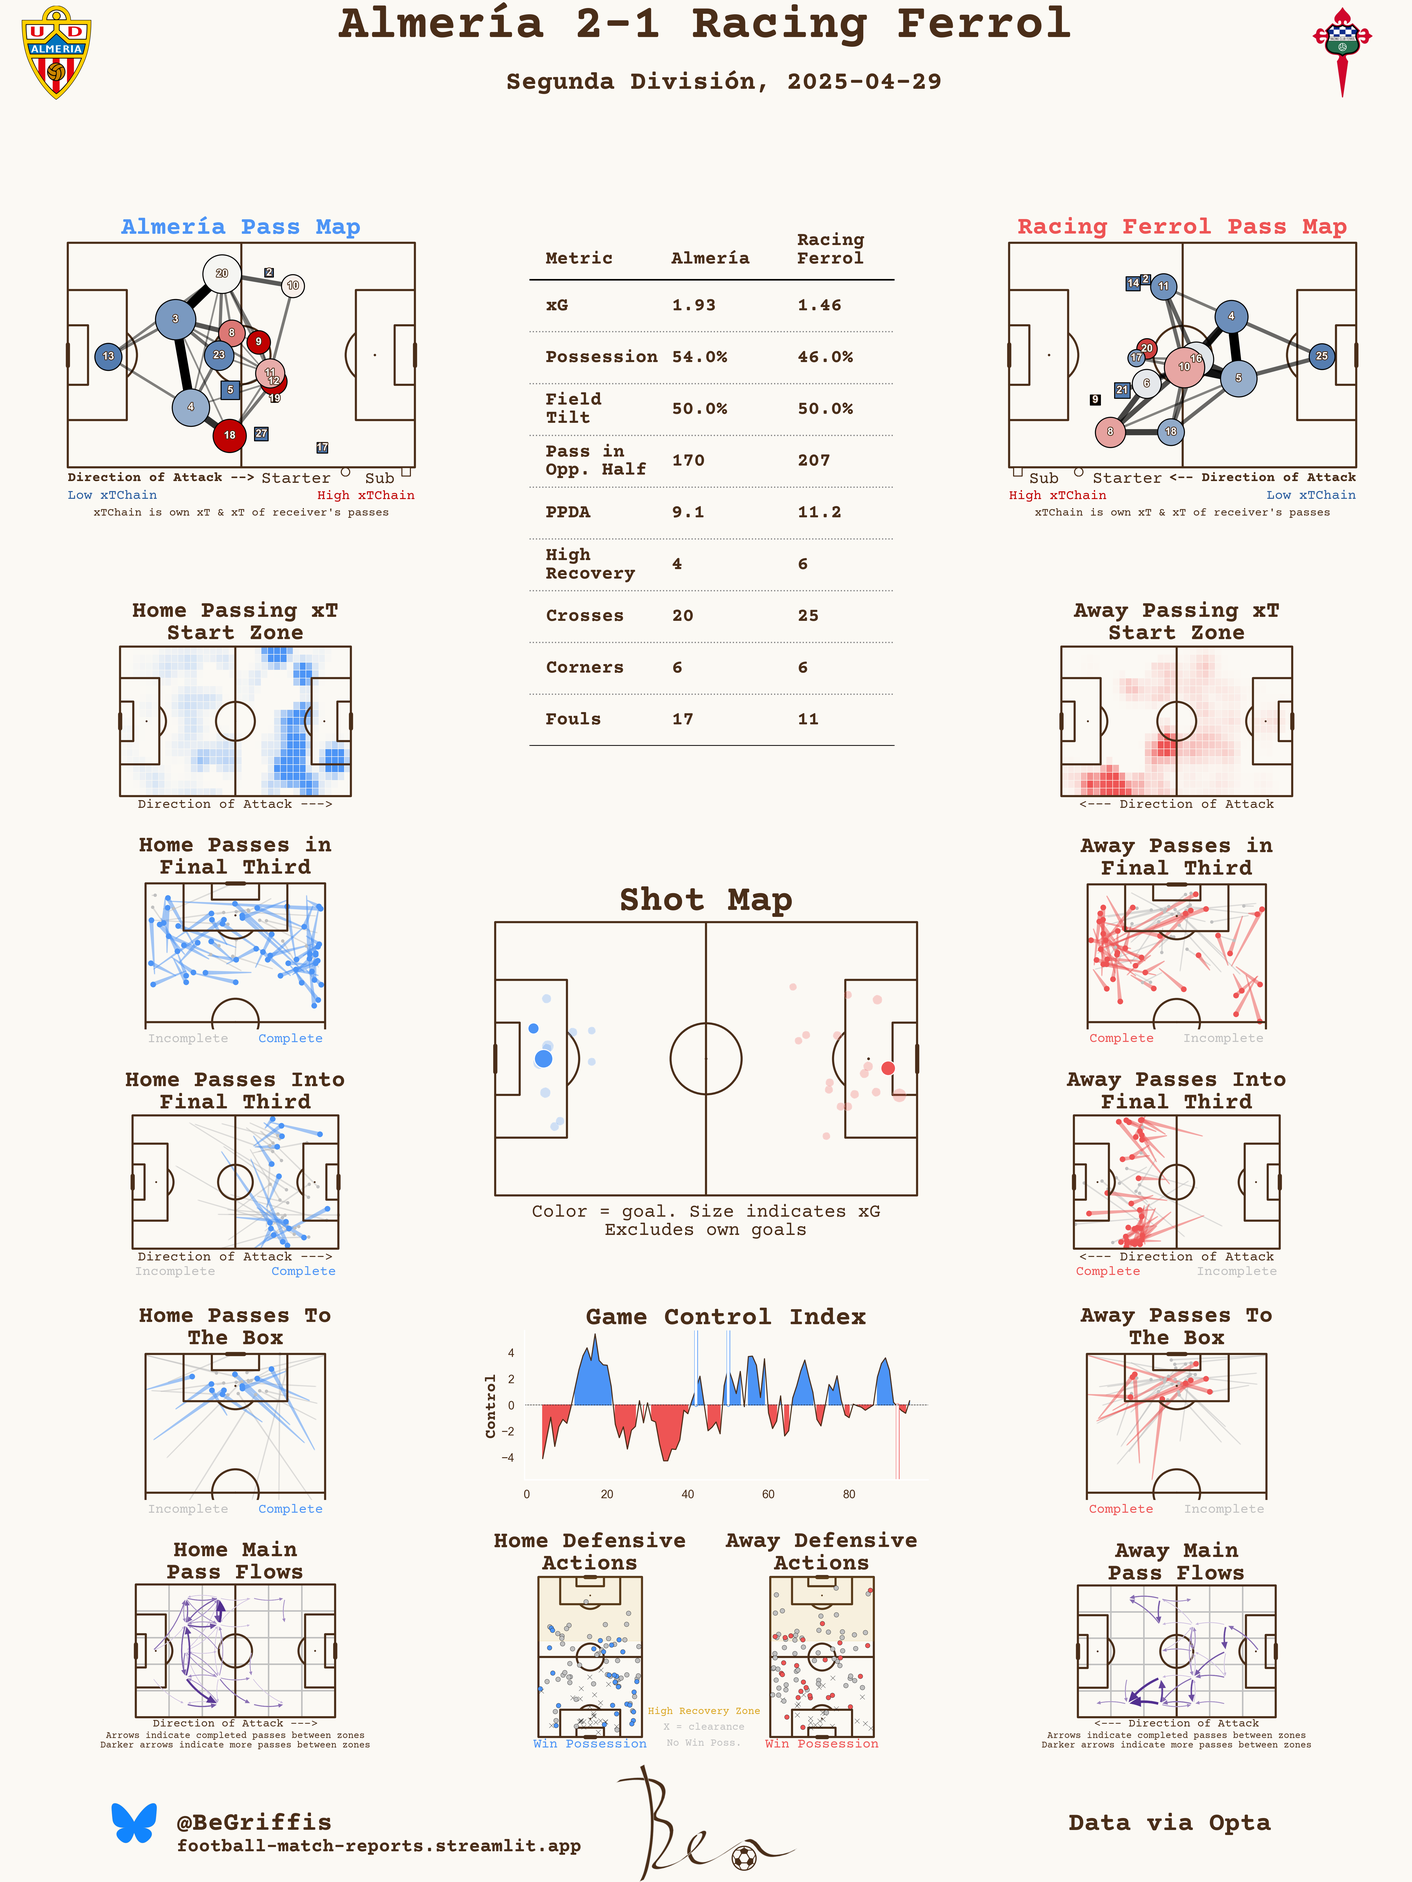 Almería 2-1 Racing Ferrol
Segunda División, 2025-04-29
U D
ALMERIA
Almería Pass Map
20
2
10
3
8
9
13
23
11
12
5
19
4
18
27
17
Direction of Attack --> Starter Sub
Low xTChain High xTChain
xTChain is own xT & xT of receiver's passes
Metric Almería Racing Ferrol
xG 1.93 1.46
Possession 54.0% 46.0%
Field Tilt 50.0% 50.0%
Pass in Opp. Half 170 207
PPDA 9.1 11.2
High Recovery 4 6
Crosses 20 25
Corners 6 6
Fouls 17 11
Racing Ferrol Pass Map
14
2
11
4
20
17
16
25
10
6
5
21
9
8
18
Sub Starter <-- Direction of Attack
High xTChain Low xTChain
xTChain is own xT & xT of receiver's passes
Home Passing xT
Start Zone
Direction of Attack --->
Away Passing xT
Start Zone
<--- Direction of Attack
Home Passes in
Final Third
Incomplete Complete
Away Passes in
Final Third
Complete Incomplete
Shot Map
Color = goal. Size indicates xG
Excludes own goals
Home Passes Into
Final Third
Direction of Attack --->
Incomplete Complete
Away Passes Into
Final Third
<--- Direction of Attack
Complete Incomplete
Home Passes To
The Box
Incomplete Complete
Game Control Index
Control
4
2
0
−2
−4
0 20 40 60 80
Away Passes To
The Box
Complete Incomplete
Home Main
Pass Flows
Direction of Attack --->
Arrows indicate completed passes between zones
Darker arrows indicate more passes between zones
Home Defensive
Actions
Win Possession
High Recovery Zone
X = clearance
No Win Poss.
Away Defensive
Actions
Win Possession
Away Main
Pass Flows
<--- Direction of Attack
Arrows indicate completed passes between zones
Darker arrows indicate more passes between zones
@BeGriffis
football-match-reports.streamlit.app
Ben
Data via Opta